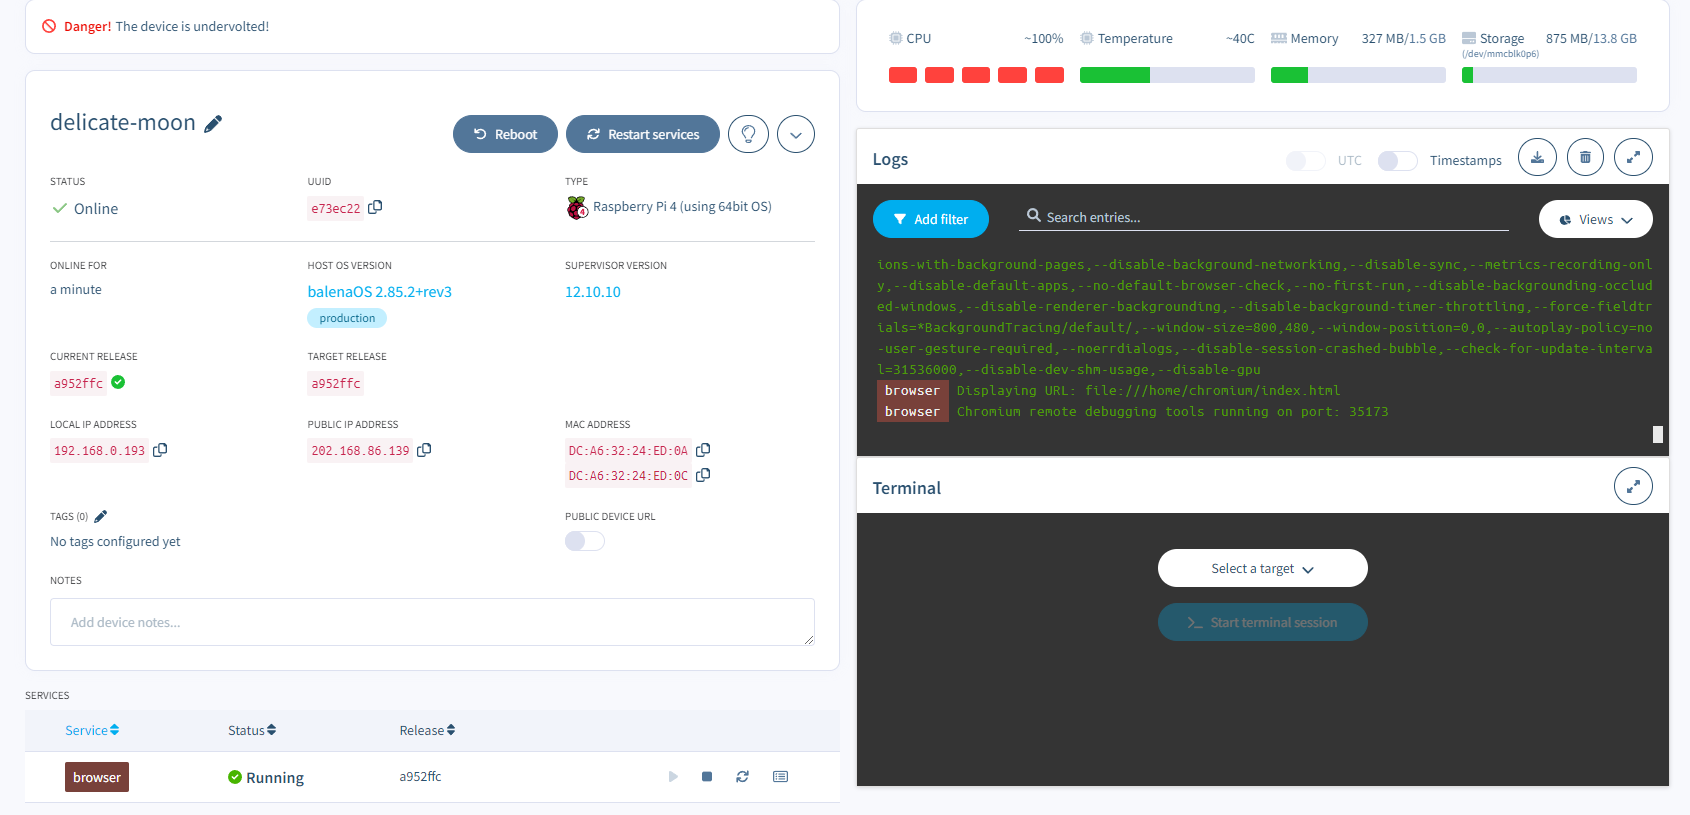 Danger! The device is undervolted!
delicate-moon
Reboot
Restart services
STATUS
Online
UUID
e73ec22
TYPE
4
Raspberry Pi 4 (using 64bit OS)
ONLINE FOR
a minute
HOST OS VERSION
balenaOS 2.85.2+rev3
production
SUPERVISOR VERSION
12.10.10
CURRENT RELEASE
a952ffc
TARGET RELEASE
a952ffc
LOCAL IP ADDRESS
192.168.0.193
PUBLIC IP ADDRESS
202.168.86.139
MAC ADDRESS
DC:A6:32:24:ED:0A
DC:A6:32:24:ED:0C
TAGS (0)
No tags configured yet
PUBLIC DEVICE URL
NOTES
Add device notes...
SERVICES
Service Status Release
browser Running a952ffc
CPU ~100%
Temperature ~40C
Memory 327 MB/1.5 GB
Storage 875 MB/13.8 GB
(/dev/mmcblk0p6)
Logs
UTC
Timestamps
Add filter
Search entries...
Views
ions-with-background-pages,--disable-background-networking,--disable-sync,--metrics-recording-onl
y,--disable-default-apps,--no-default-browser-check,--no-first-run,--disable-backgrounding-occlud
ed-windows,--disable-renderer-backgrounding,--disable-background-timer-throttling,--force-fieldtr
ials=*BackgroundTracing/default/,--window-size=800,480,--window-position=0,0,--autoplay-policy=no
-user-gesture-required,--noerrdialogs,--disable-session-crashed-bubble,--check-for-update-interva
l=31536000,--disable-dev-shm-usage,--disable-gpu
browser Displaying URL: file:///home/chromium/index.html
browser Chromium remote debugging tools running on port: 35173
Terminal
Select a target
Start terminal session